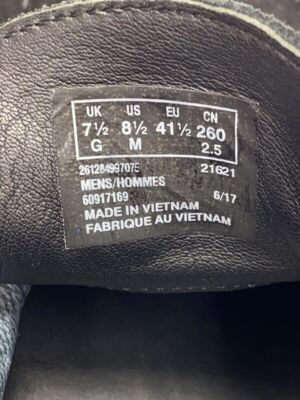 UK US EU CN
7½ 8½ 41½ 260
G M 2.5
261284997075 21621
MENS/HOMMES
60917169 6/17
MADE IN VIETNAM
FABRIQUE AU VIETNAM